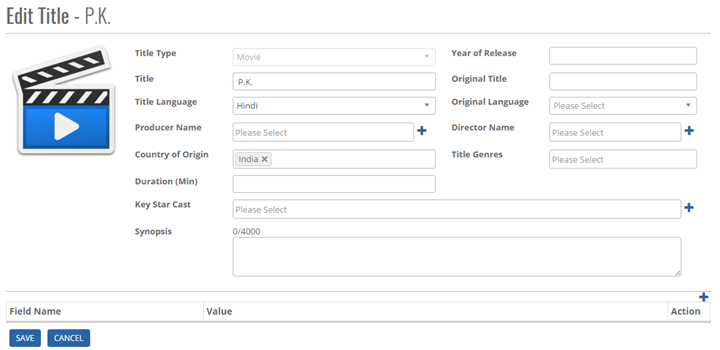 Edit Title - P.K.
Title Type Movie Year of Release
Title P.K. Original Title
Title Language Hindi Original Language Please Select
Producer Name Please Select Director Name Please Select
Country of Origin India Title Genres Please Select
Duration (Min)
Key Star Cast Please Select
Synopsis 0/4000
Field Name Value Action
SAVE CANCEL